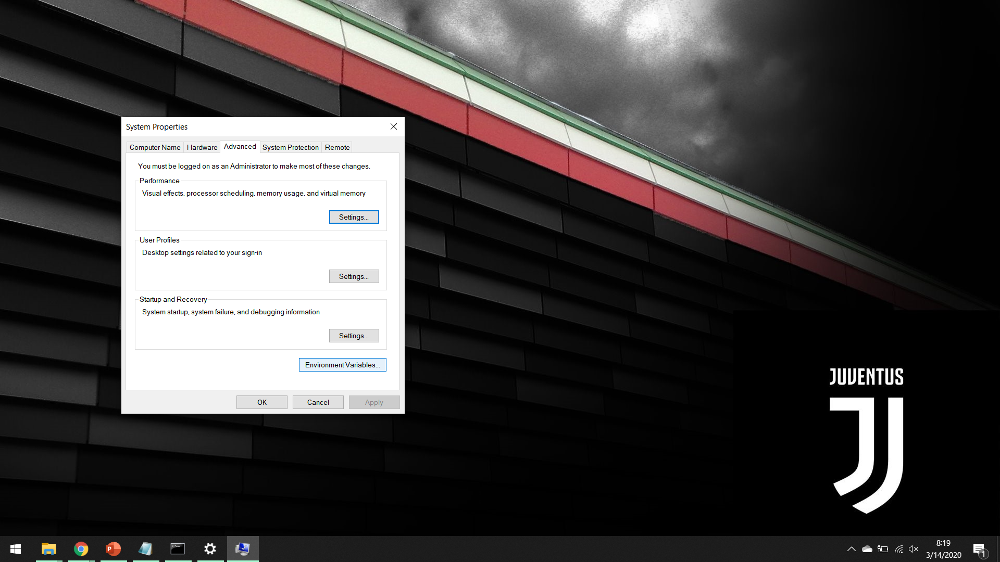 System Properties
Computer Name Hardware Advanced System Protection Remote
You must be logged on as an Administrator to make most of these changes.
Performance
Visual effects, processor scheduling, memory usage, and virtual memory
Settings...
User Profiles
Desktop settings related to your sign-in
Settings...
Startup and Recovery
System startup, system failure, and debugging information
Settings...
Environment Variables...
OK Cancel Apply
JUVENTUS
8:19
3/14/2020
1